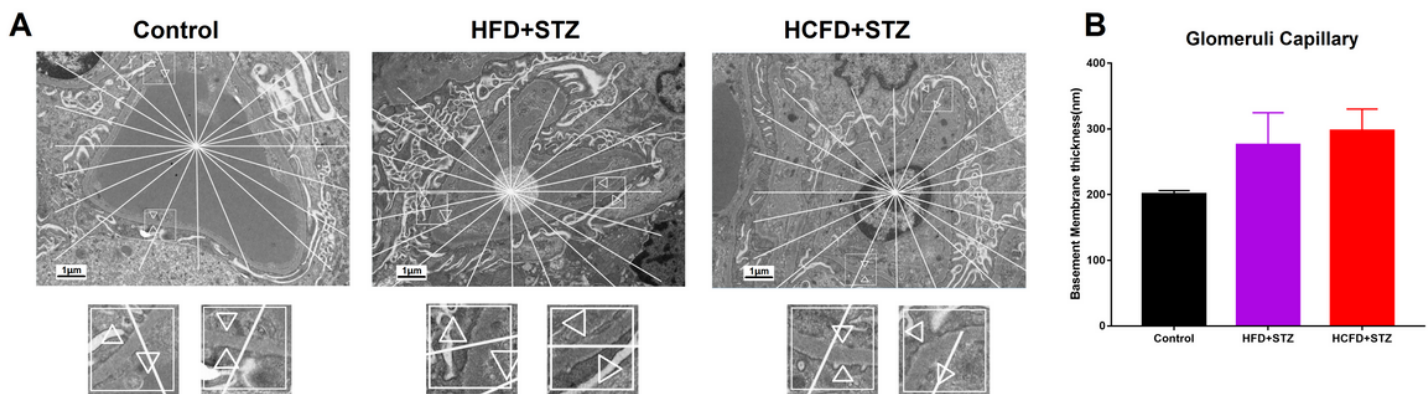 A
Control
HFD+STZ
HCFD+STZ
1µm
1µm
1µm
B
Glomeruli Capillary
Basement Membrane thickness(nm)
400
300
200
100
0
Control
HFD+STZ
HCFD+STZ